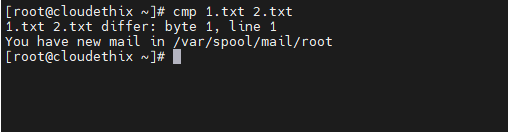 [root@cloudethix ~]# cmp 1.txt 2.txt
1.txt 2.txt differ: byte 1, line 1
You have new mail in /var/spool/mail/root
[root@cloudethix ~]#